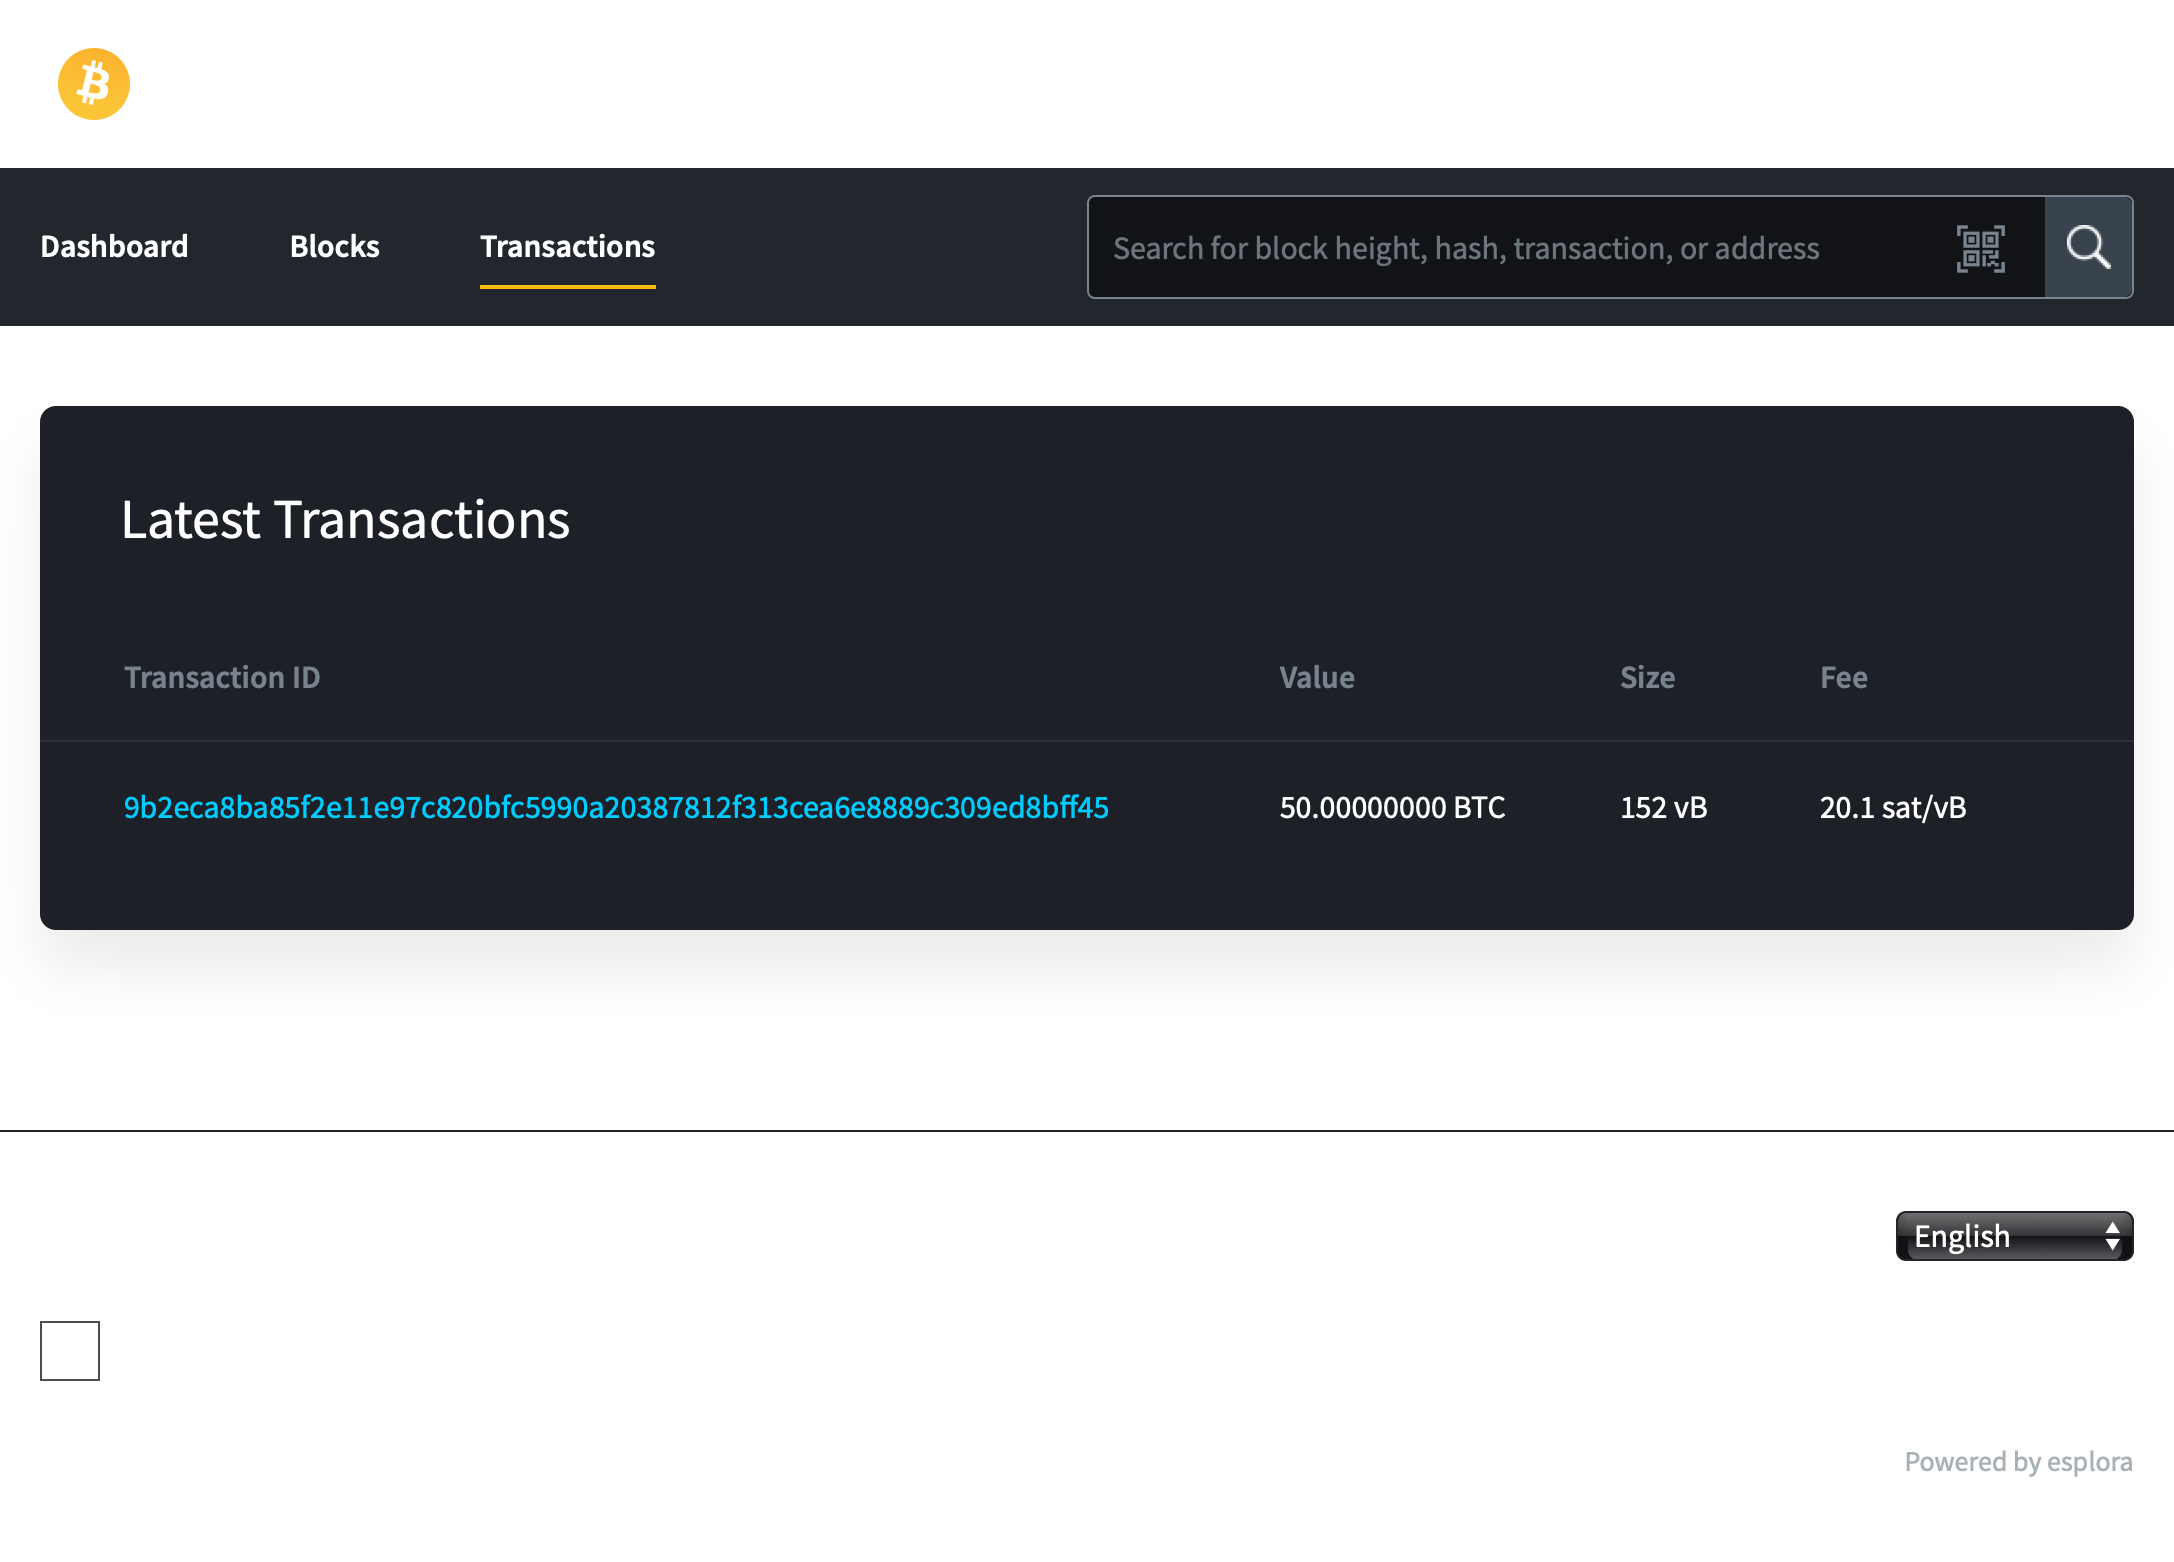 Dashboard Blocks Transactions Search for block height, hash, transaction, or address
Latest Transactions
Transaction ID Value Size Fee
9b2eca8ba85f2e11e97c820bfc5990a20387812f313cea6e8889c309ed8bff45 50.00000000 BTC 152 vB 20.1 sat/vB
English
Powered by esplora